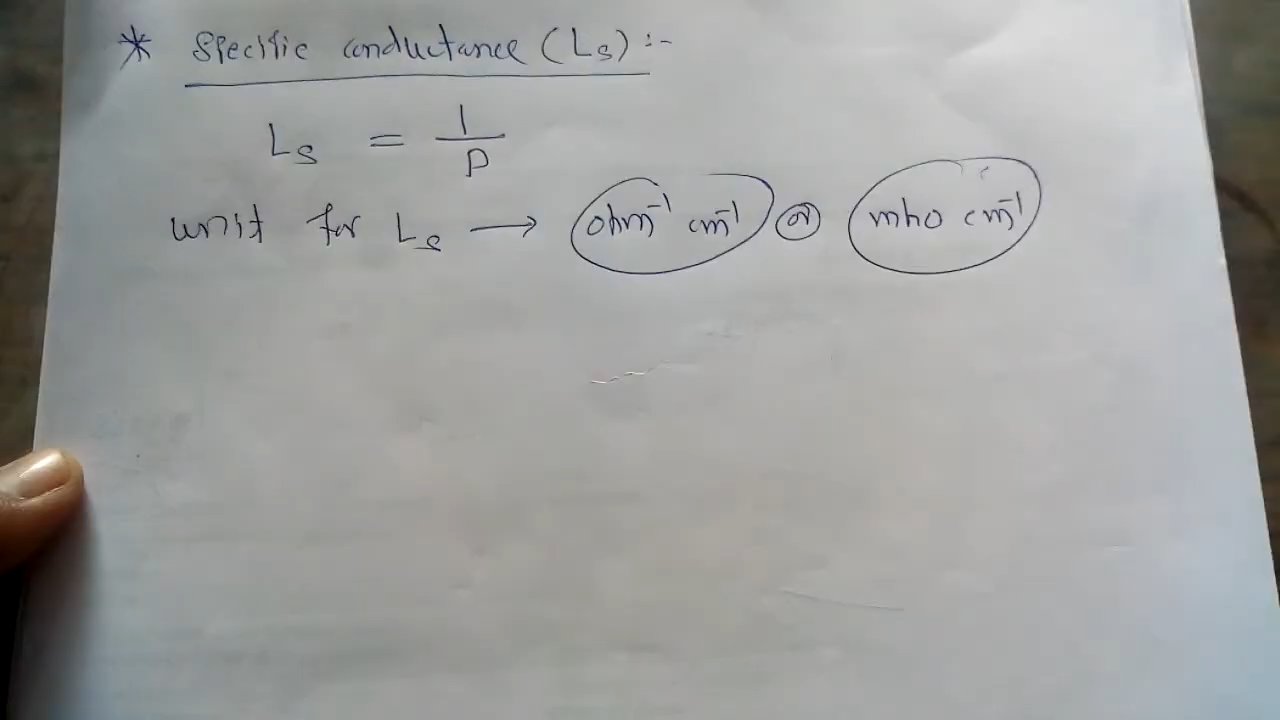 * Specific conductance (Ls) :-
Ls = 1/P
unit for Ls → ohm⁻¹ cm⁻¹ or mho cm⁻¹